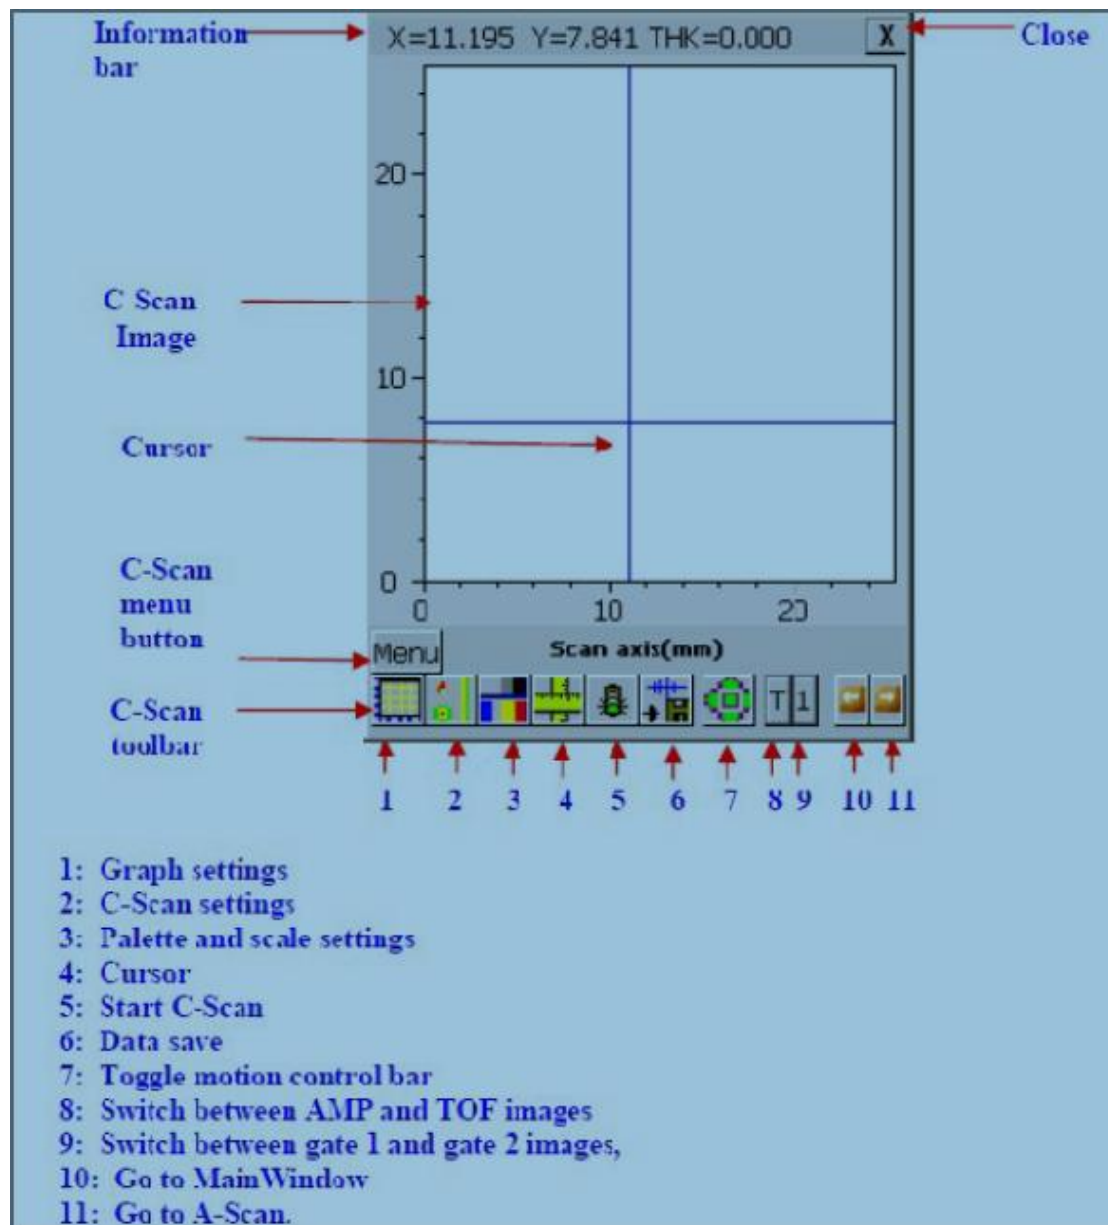 Information
bar
X=11.195 Y=7.841 THK=0.000
X
Close
20
C Scan
Image
10
Cursor
C-Scan
menu
button
0
0
10
20
Menu
Scan axis(mm)
C-Scan
toolbar
T 1
1 2 3 4 5 6 7 8 9 10 11
1: Graph settings
2: C-Scan settings
3: Palette and scale settings
4: Cursor
5: Start C-Scan
6: Data save
7: Toggle motion control bar
8: Switch between AMP and TOF images
9: Switch between gate 1 and gate 2 images,
10: Go to MainWindow
11: Go to A-Scan.